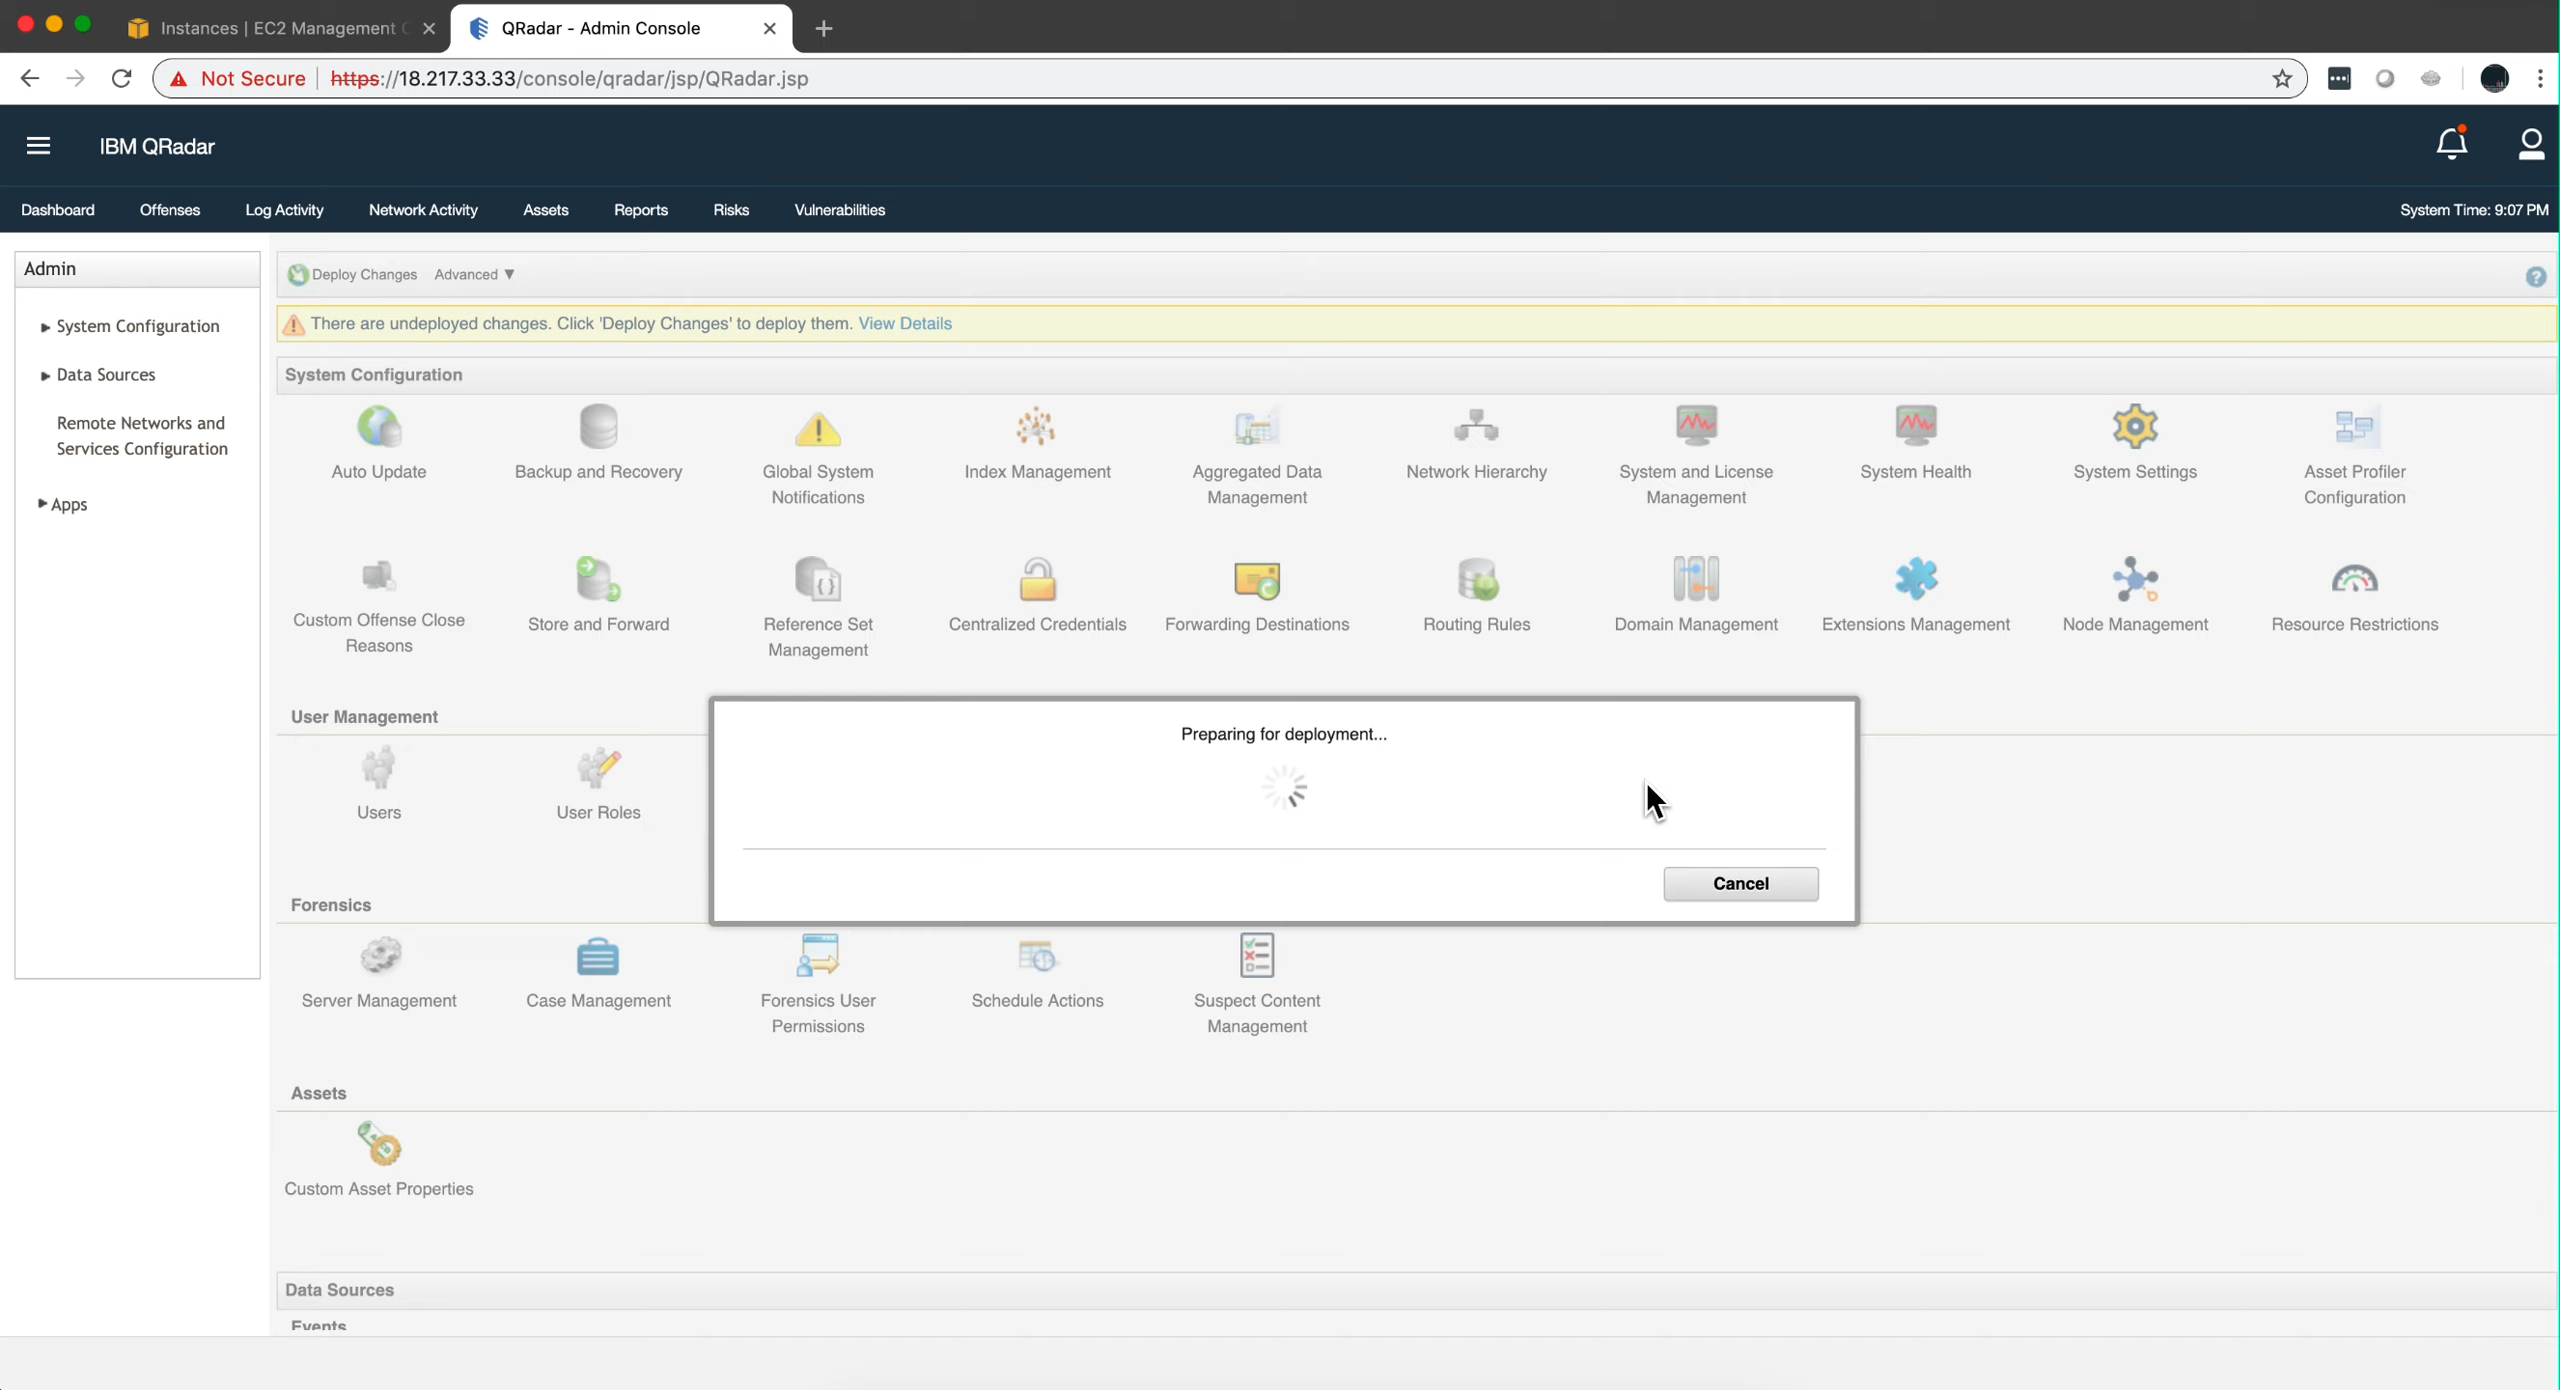 Instances | EC2 Management C
QRadar - Admin Console
Not Secure
https://18.217.33.33/console/qradar/jsp/QRadar.jsp
IBM QRadar
Dashboard
Offenses
Log Activity
Network Activity
Assets
Reports
Risks
Vulnerabilities
System Time: 9:07 PM
Admin
System Configuration
Data Sources
Remote Networks and
Services Configuration
Apps
Deploy Changes
Advanced
There are undeployed changes. Click 'Deploy Changes' to deploy them. View Details
System Configuration
Auto Update
Backup and Recovery
Global System
Notifications
Index Management
Aggregated Data
Management
Network Hierarchy
System and License
Management
System Health
System Settings
Asset Profiler
Configuration
Custom Offense Close
Reasons
Store and Forward
Reference Set
Management
Centralized Credentials
Forwarding Destinations
Routing Rules
Domain Management
Extensions Management
Node Management
Resource Restrictions
User Management
Users
User Roles
Preparing for deployment...
Cancel
Forensics
Server Management
Case Management
Forensics User
Permissions
Schedule Actions
Suspect Content
Management
Assets
Custom Asset Properties
Data Sources
Events